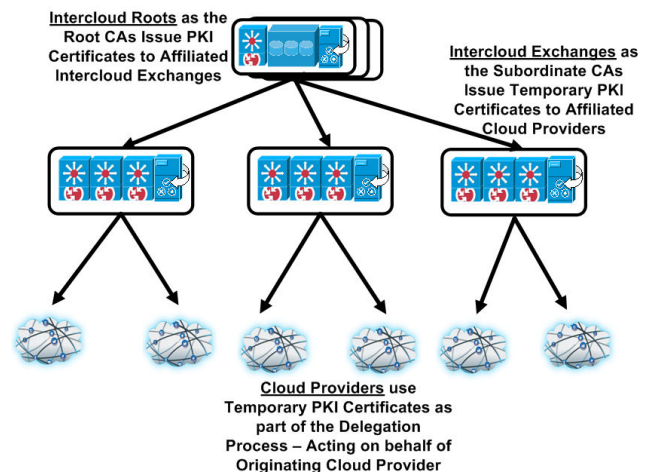 Intercloud Roots as the
Root CAs Issue PKI
Certificates to Affiliated
Intercloud Exchanges
Intercloud Exchanges as
the Subordinate CAs
Issue Temporary PKI
Certificates to Affiliated
Cloud Providers
Cloud Providers use
Temporary PKI Certificates as
part of the Delegation
Process – Acting on behalf of
Originating Cloud Provider